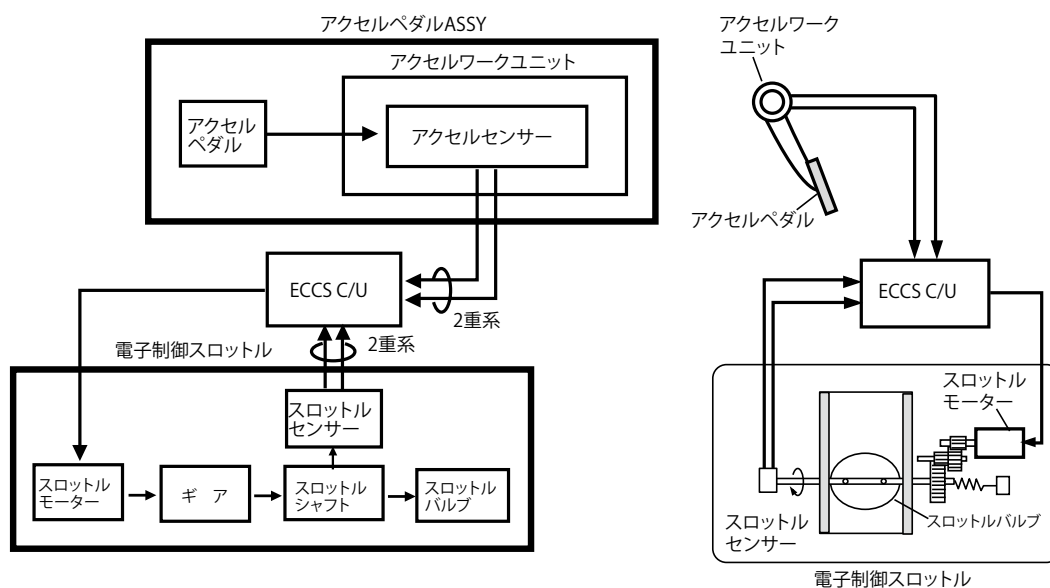 アクセルペダルASSY
アクセルワークユニット
アクセル
ペダル
アクセルセンサー
ECCS C/U
2重系
2重系
電子制御スロットル
スロットル
センサー
スロットル
モーター
ギ ア
スロットル
シャフト
スロットル
バルブ
アクセルワーク
ユニット
アクセルペダル
ECCS C/U
スロットル
モーター
スロットル
センサー
スロットルバルブ
電子制御スロットル